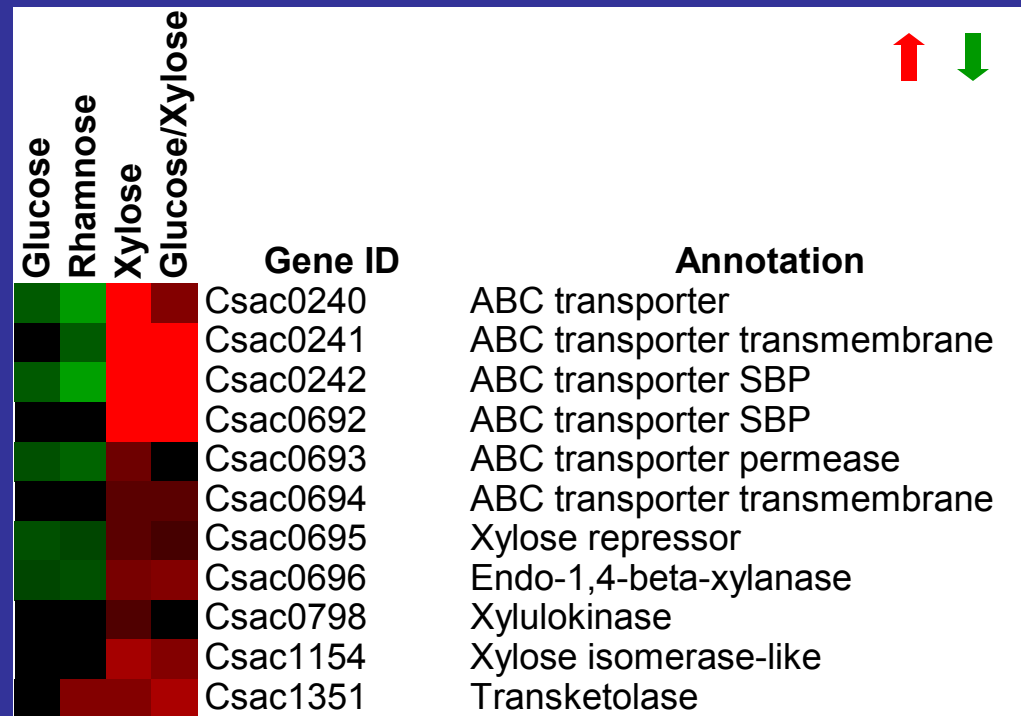 Glucose
Rhamnose
Xylose
Glucose/Xylose
Gene ID Annotation
Csac0240 ABC transporter
Csac0241 ABC transporter transmembrane
Csac0242 ABC transporter SBP
Csac0692 ABC transporter SBP
Csac0693 ABC transporter permease
Csac0694 ABC transporter transmembrane
Csac0695 Xylose repressor
Csac0696 Endo-1,4-beta-xylanase
Csac0798 Xylulokinase
Csac1154 Xylose isomerase-like
Csac1351 Transketolase